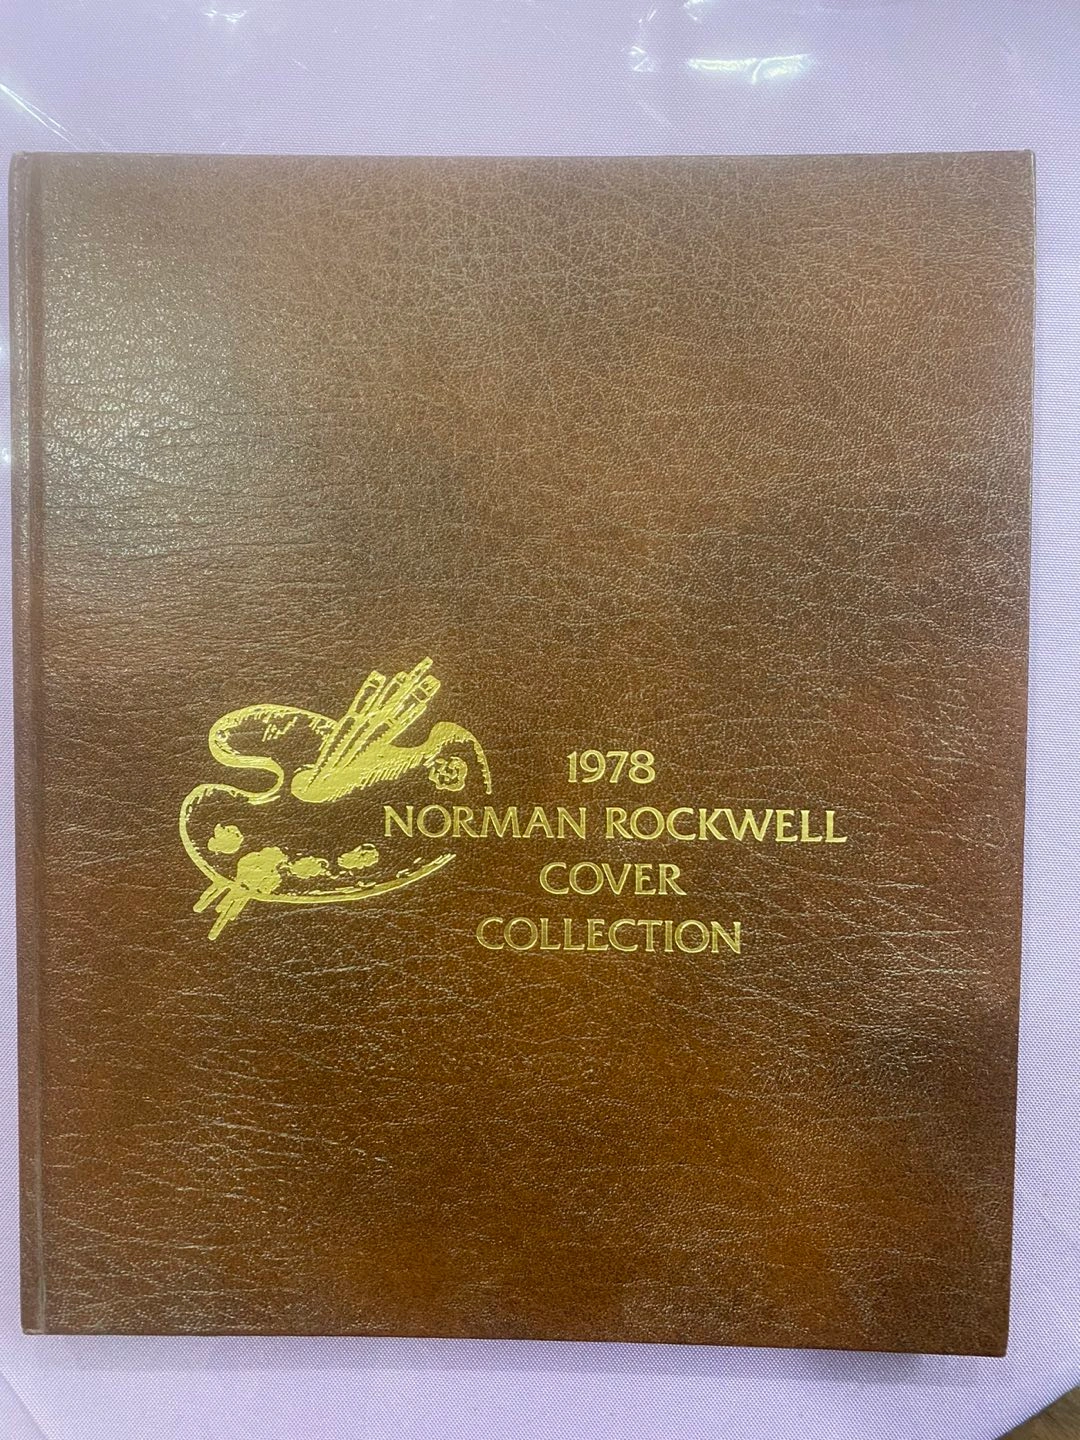 1978
NORMAN ROCKWELL
COVER
COLLECTION